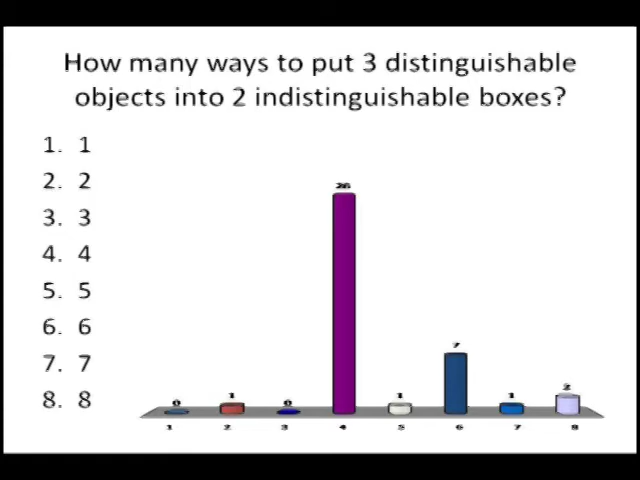 How many ways to put 3 distinguishable
objects into 2 indistinguishable boxes?
1. 1
2. 2
3. 3
4. 4
5. 5
6. 6
7. 7
8. 8
0 1 0 26 1 7 1 2
1 2 3 4 5 6 7 8